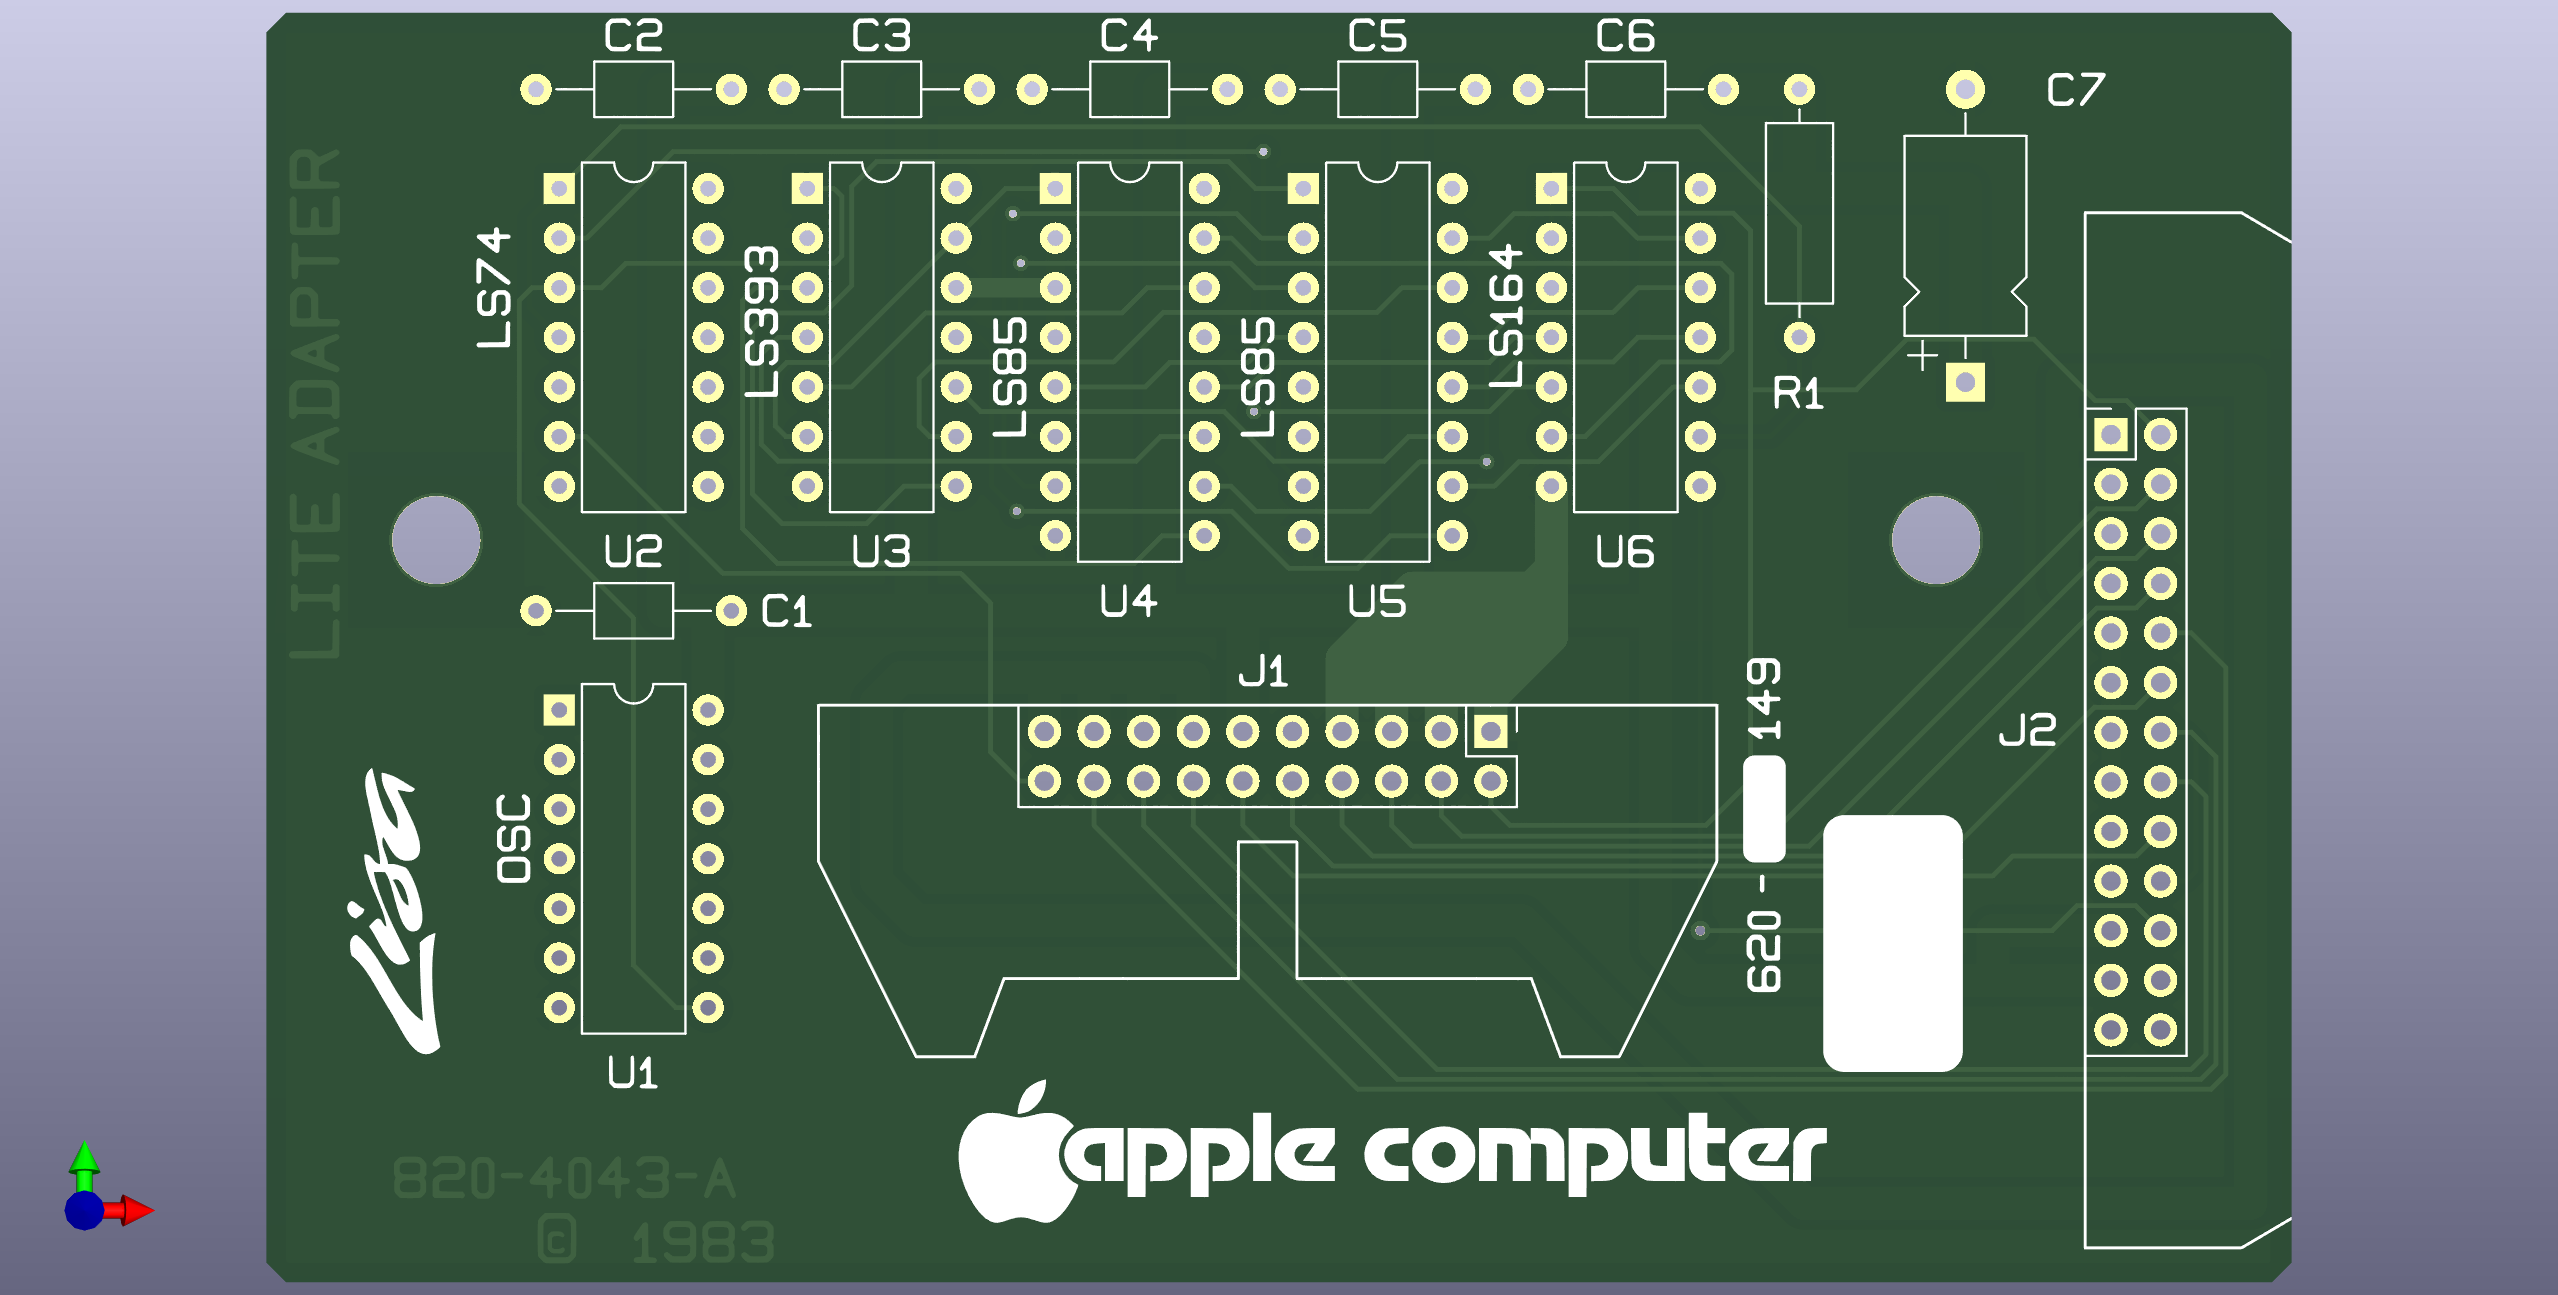 C2
C3
C4
C5
C6
C7
LITE ADAPTER
LS74
LS393
LS85
LS85
LS164
R1
U2
U3
U4
U5
U6
C1
J1
J2
620 - 149
OSC
Lisa
U1
apple computer
820-4043-A
© 1983